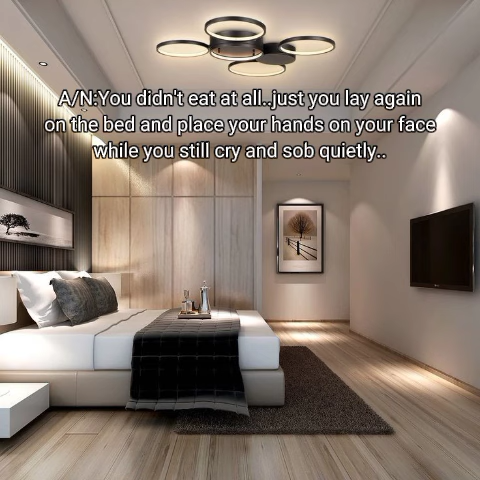 A/N:You didn't eat at all..just you lay again
on the bed and place your hands on your face
while you still cry and sob quietly..